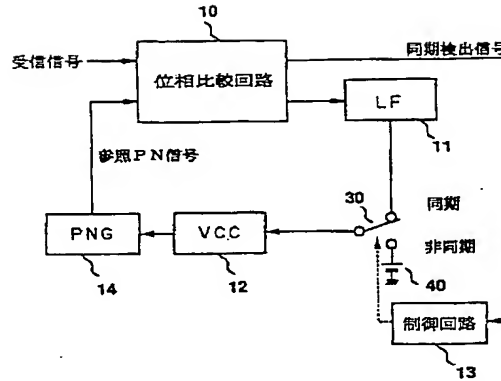 10
受信信号
位相比較回路
同期検出信号
LF
11
参照PN信号
30
同期
PNG
VCC
非同期
14
12
40
制御回路
13